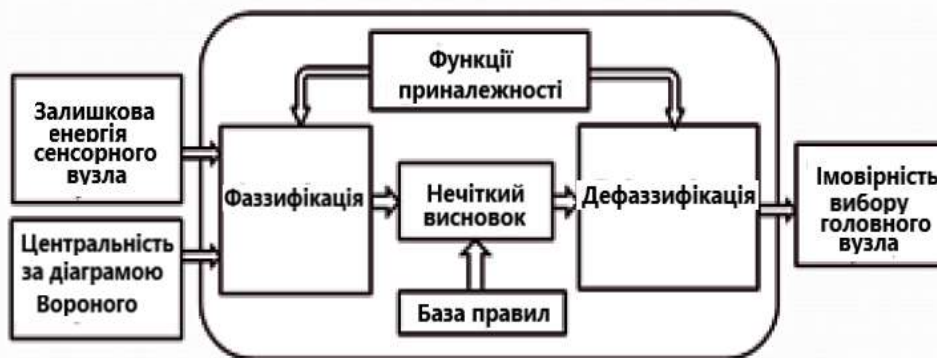 Залишкова
енергія
сенсорного
вузла
Центральність
за діаграмою
Вороного
Функції
приналежності
Фаззифікація
Нечіткий
висновок
База правил
Дефаззифікація
Імовірність
вибору
головного
вузла